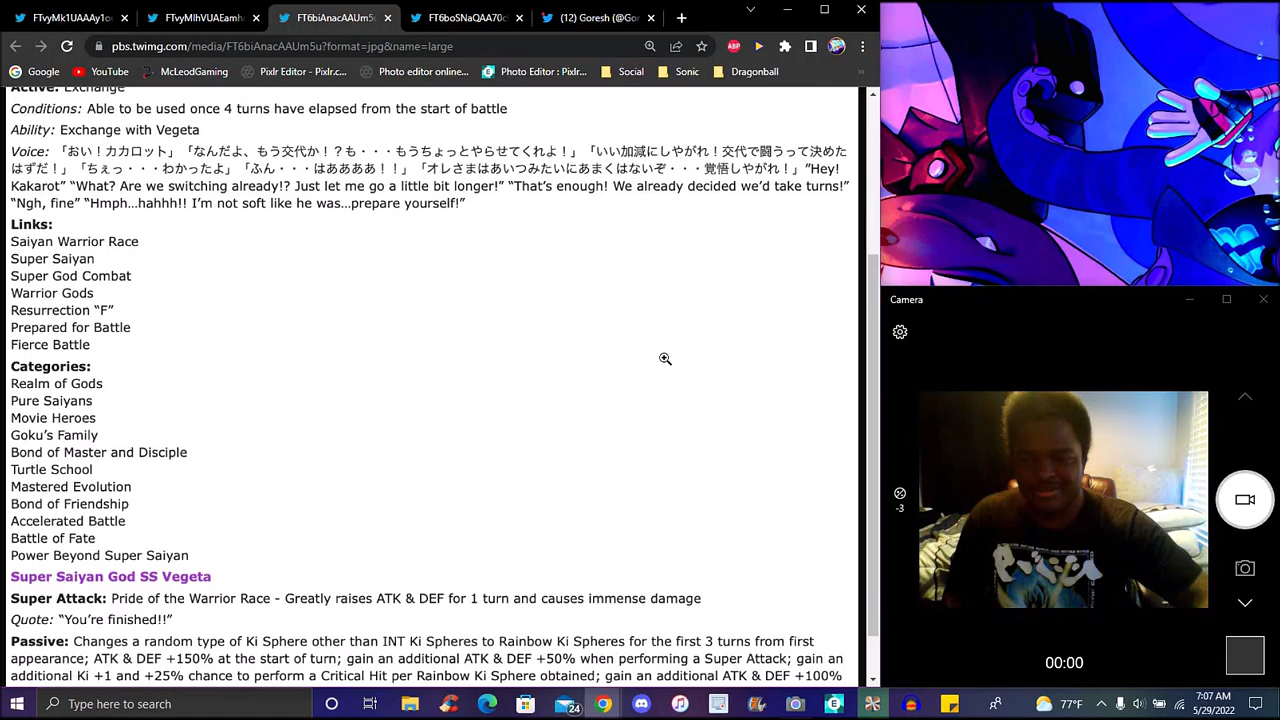 FTvyMk1UAAAy1o
FTvyMlhVUAEamh
FT6biAnacAAUm5
FT6boSNaQAA70c
(12) Goresh (@Gor
pbs.twimg.com/media/FT6biAnacAAUm5u?format=jpg&name=large
Google
YouTube
McLeodGaming
Pixlr Editor - Pixlr.c...
Photo editor online...
Photo Editor : Pixlr...
Social
Sonic
Dragonball
Active: Exchange
Conditions: Able to be used once 4 turns have elapsed from the start of battle
Ability: Exchange with Vegeta
Voice: 「おい！カカロット」「なんだよ、もう交代か！？も・・・もうちょっとやらせてくれよ！」「いい加減にしやがれ！交代で闘うって決めた
はずだ！」「ちぇっ・・・わかったよ」「ふん・・・はああああ！！」「オレさまはあいつみたいにあまくはないぞ・・・覚悟しやがれ！」"Hey!
Kakarot" "What? Are we switching already!? Just let me go a little bit longer!" "That's enough! We already decided we'd take turns!"
"Ngh, fine" "Hmph…hahhh!! I'm not soft like he was…prepare yourself!"
Links:
Saiyan Warrior Race
Super Saiyan
Super God Combat
Warrior Gods
Resurrection "F"
Prepared for Battle
Fierce Battle
Categories:
Realm of Gods
Pure Saiyans
Movie Heroes
Goku's Family
Bond of Master and Disciple
Turtle School
Mastered Evolution
Bond of Friendship
Accelerated Battle
Battle of Fate
Power Beyond Super Saiyan
Super Saiyan God SS Vegeta
Super Attack: Pride of the Warrior Race - Greatly raises ATK & DEF for 1 turn and causes immense damage
Quote: "You're finished!!"
Passive: Changes a random type of Ki Sphere other than INT Ki Spheres to Rainbow Ki Spheres for the first 3 turns from first
appearance; ATK & DEF +150% at the start of turn; gain an additional ATK & DEF +50% when performing a Super Attack; gain an
additional Ki +1 and +25% chance to perform a Critical Hit per Rainbow Ki Sphere obtained; gain an additional ATK & DEF +100%
Camera
-3
00:00
Type here to search
24
77°F
7:07 AM
5/29/2022